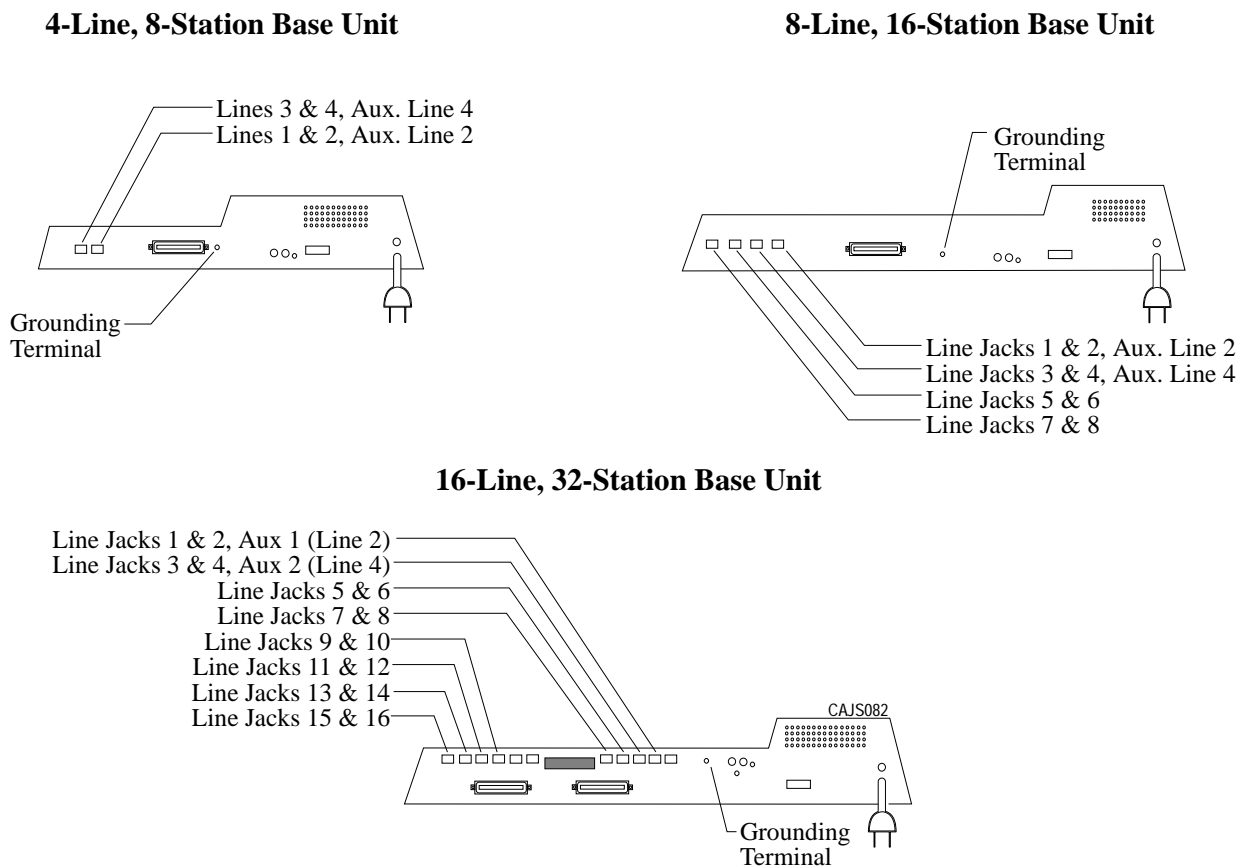 4-Line, 8-Station Base Unit
8-Line, 16-Station Base Unit
Lines 3 & 4, Aux. Line 4
Lines 1 & 2, Aux. Line 2
Grounding
Terminal
Grounding
Terminal
Line Jacks 1 & 2, Aux. Line 2
Line Jacks 3 & 4, Aux. Line 4
Line Jacks 5 & 6
Line Jacks 7 & 8
16-Line, 32-Station Base Unit
Line Jacks 1 & 2, Aux 1 (Line 2)
Line Jacks 3 & 4, Aux 2 (Line 4)
Line Jacks 5 & 6
Line Jacks 7 & 8
Line Jacks 9 & 10
Line Jacks 11 & 12
Line Jacks 13 & 14
Line Jacks 15 & 16
CAJS082
Grounding
Terminal